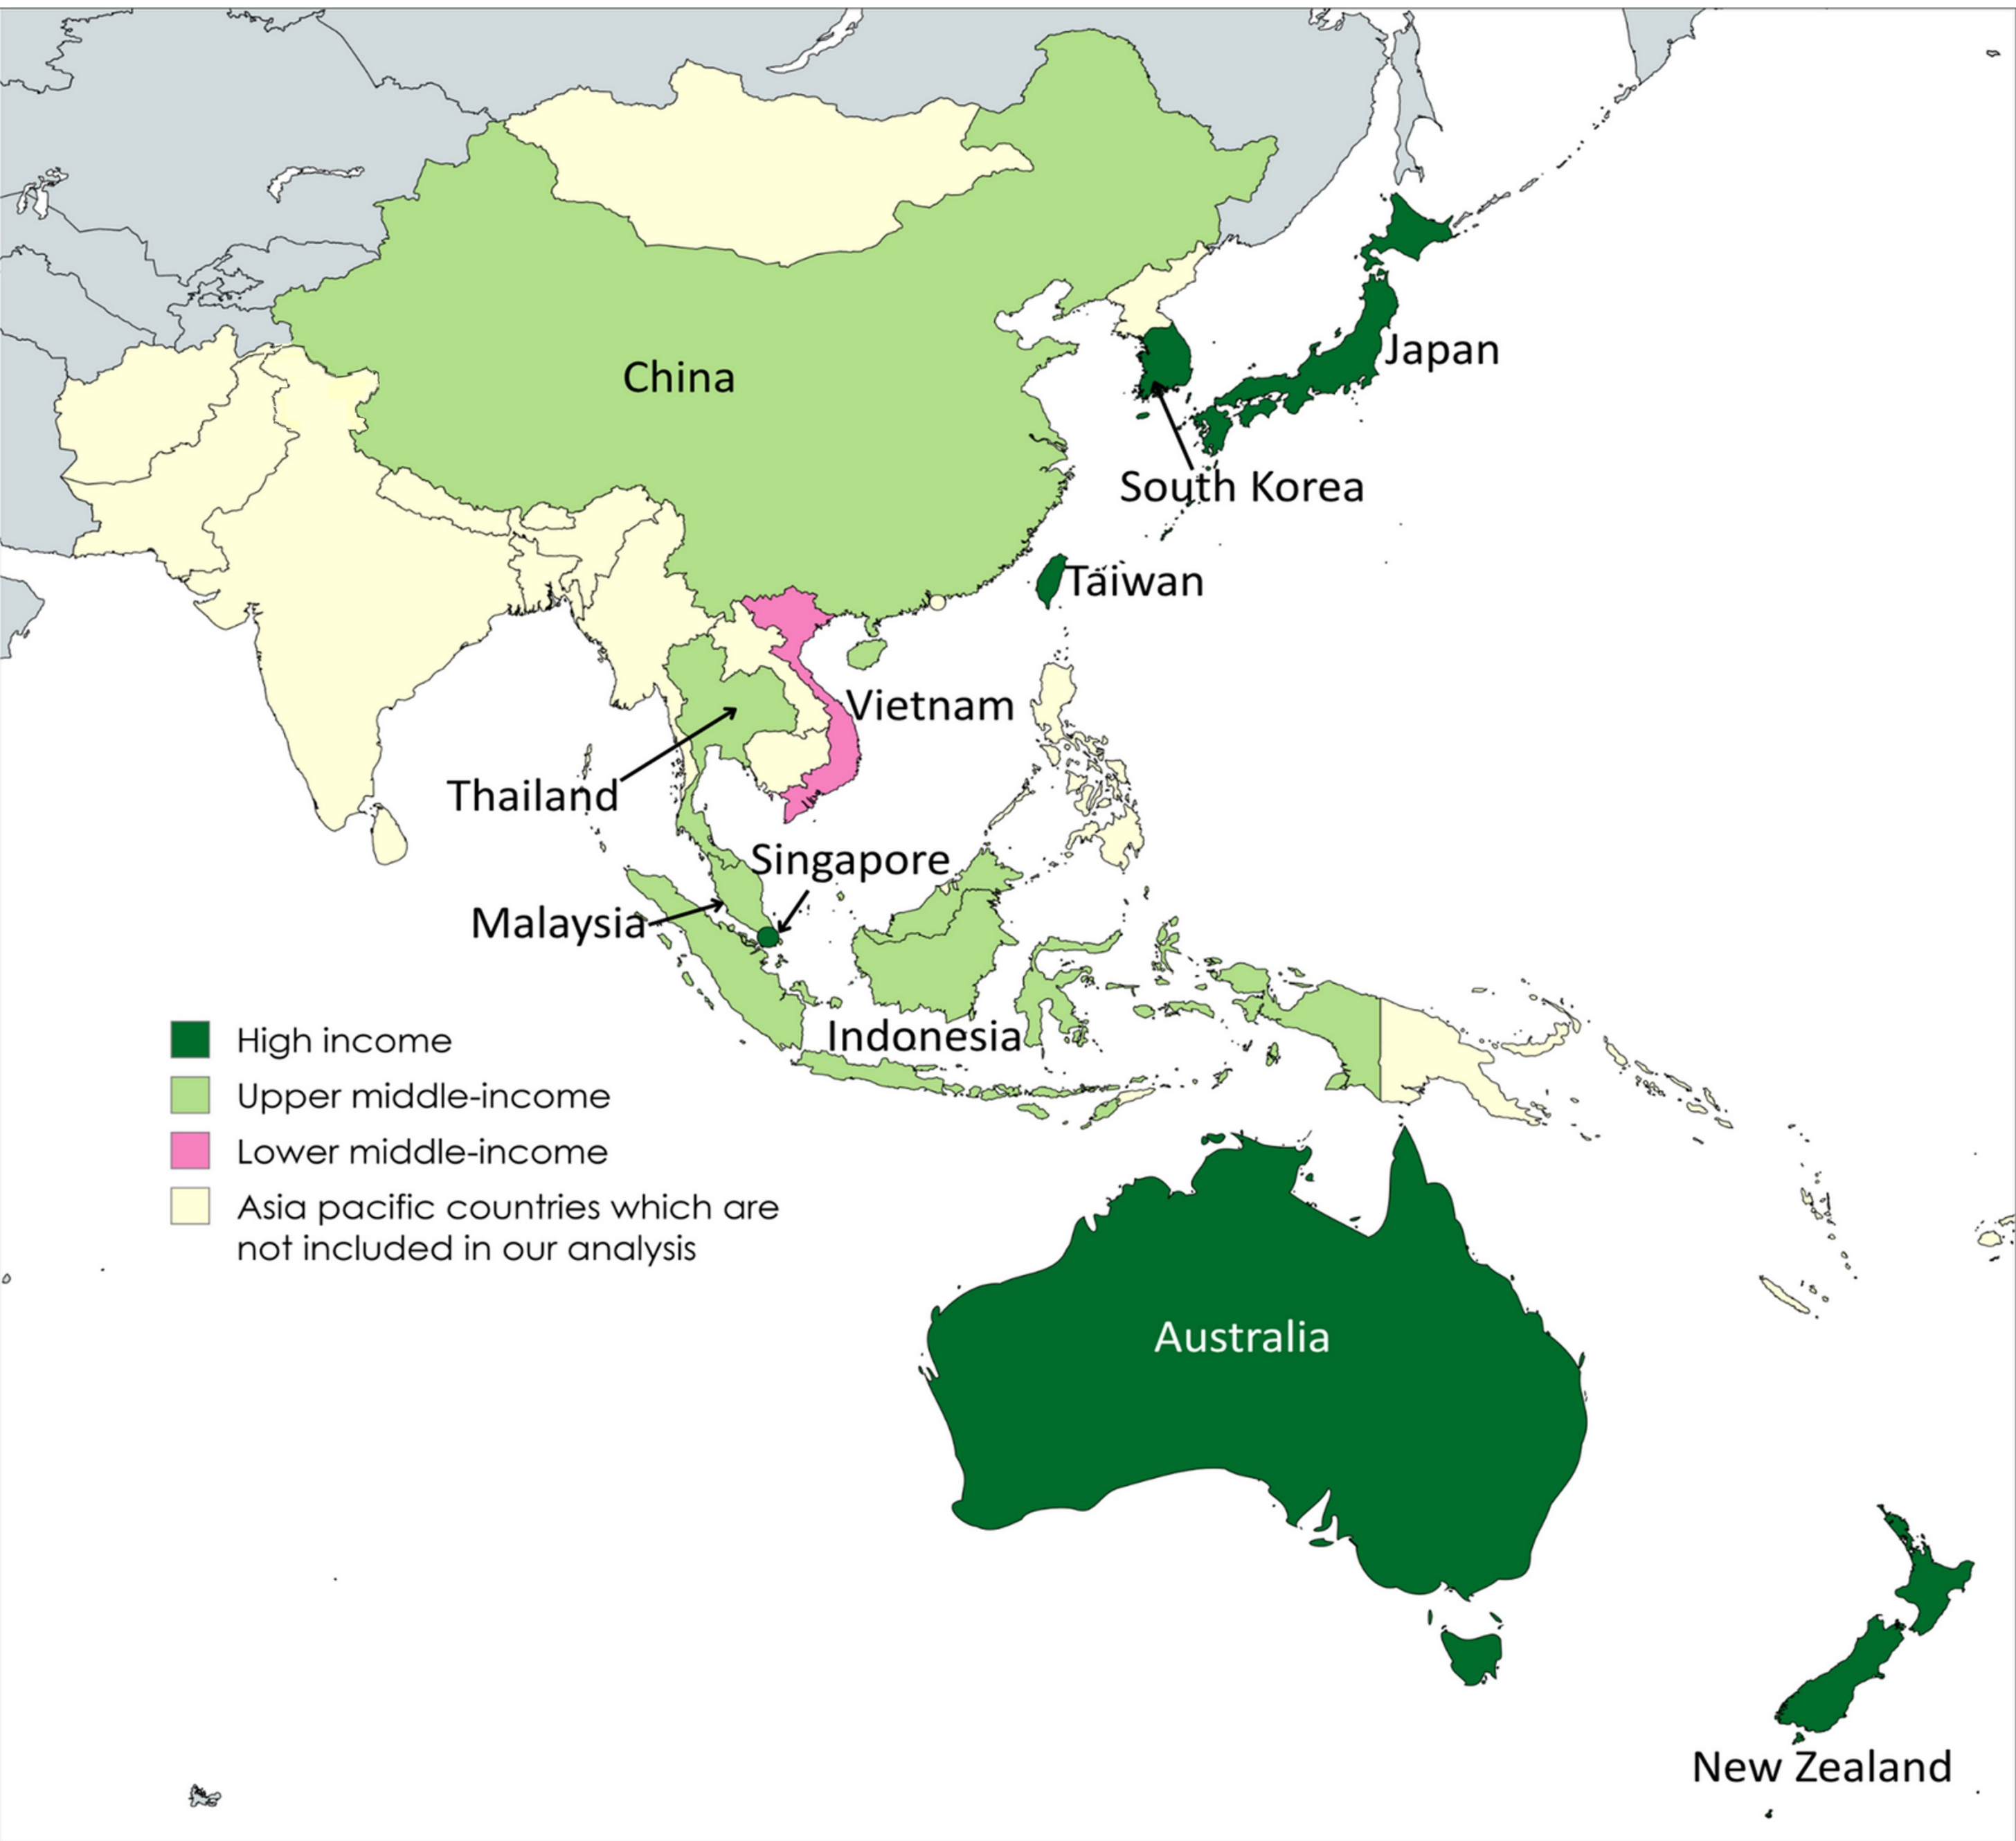 China
Japan
South Korea
Taiwan
Vietnam
Thailand
Singapore
Malaysia
Indonesia
High income
Upper middle-income
Lower middle-income
Asia pacific countries which are
not included in our analysis
Australia
New Zealand